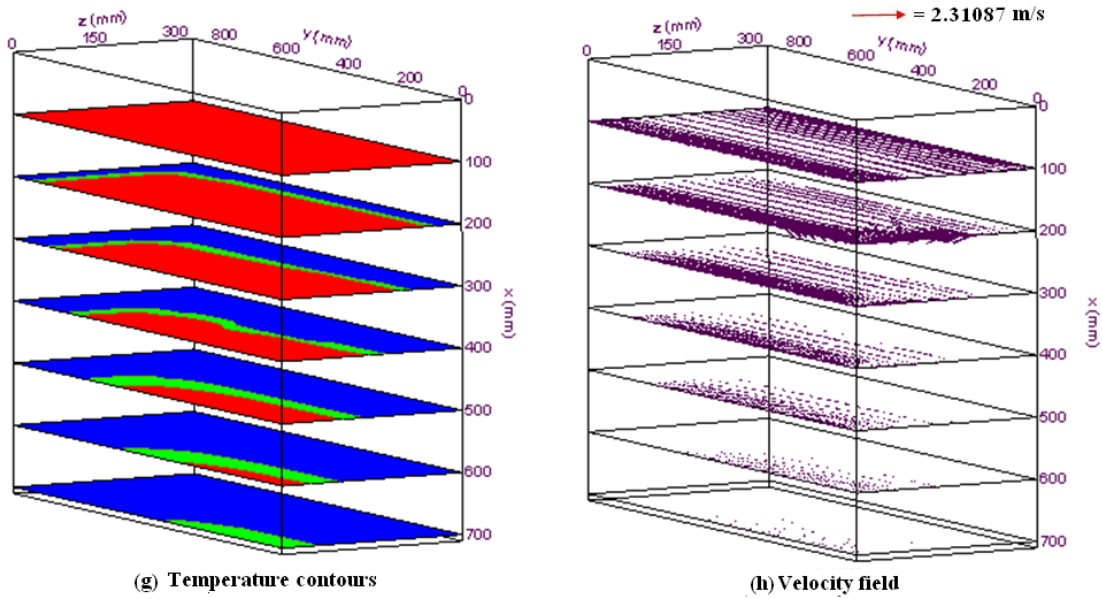 z (mm)
0 150 300
y (mm)
800 600 400 200 0
0
100
200
300
400
500
600
700
x (mm)
(g) Temperature contours
= 2.31087 m/s
z (mm)
0 150 300
y (mm)
800 600 400 200 0
0
100
200
300
400
500
600
700
x (mm)
(h) Velocity field